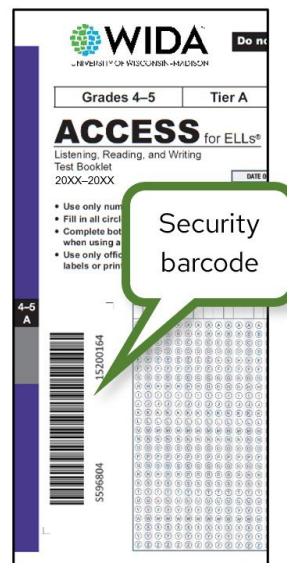 WIDA
Do no
UNIVERSITY OF WISCONSIN-MADISON
Grades 4–5
Tier A
ACCESS for ELLs®
Listening, Reading, and Writing
Test Booklet
20XX–20XX
DATE O
• Use only num
• Fill in all circl
• Complete bot
when using a
• Use only offic
labels or prin
Security
barcode
4–5
A
15200164
5596804